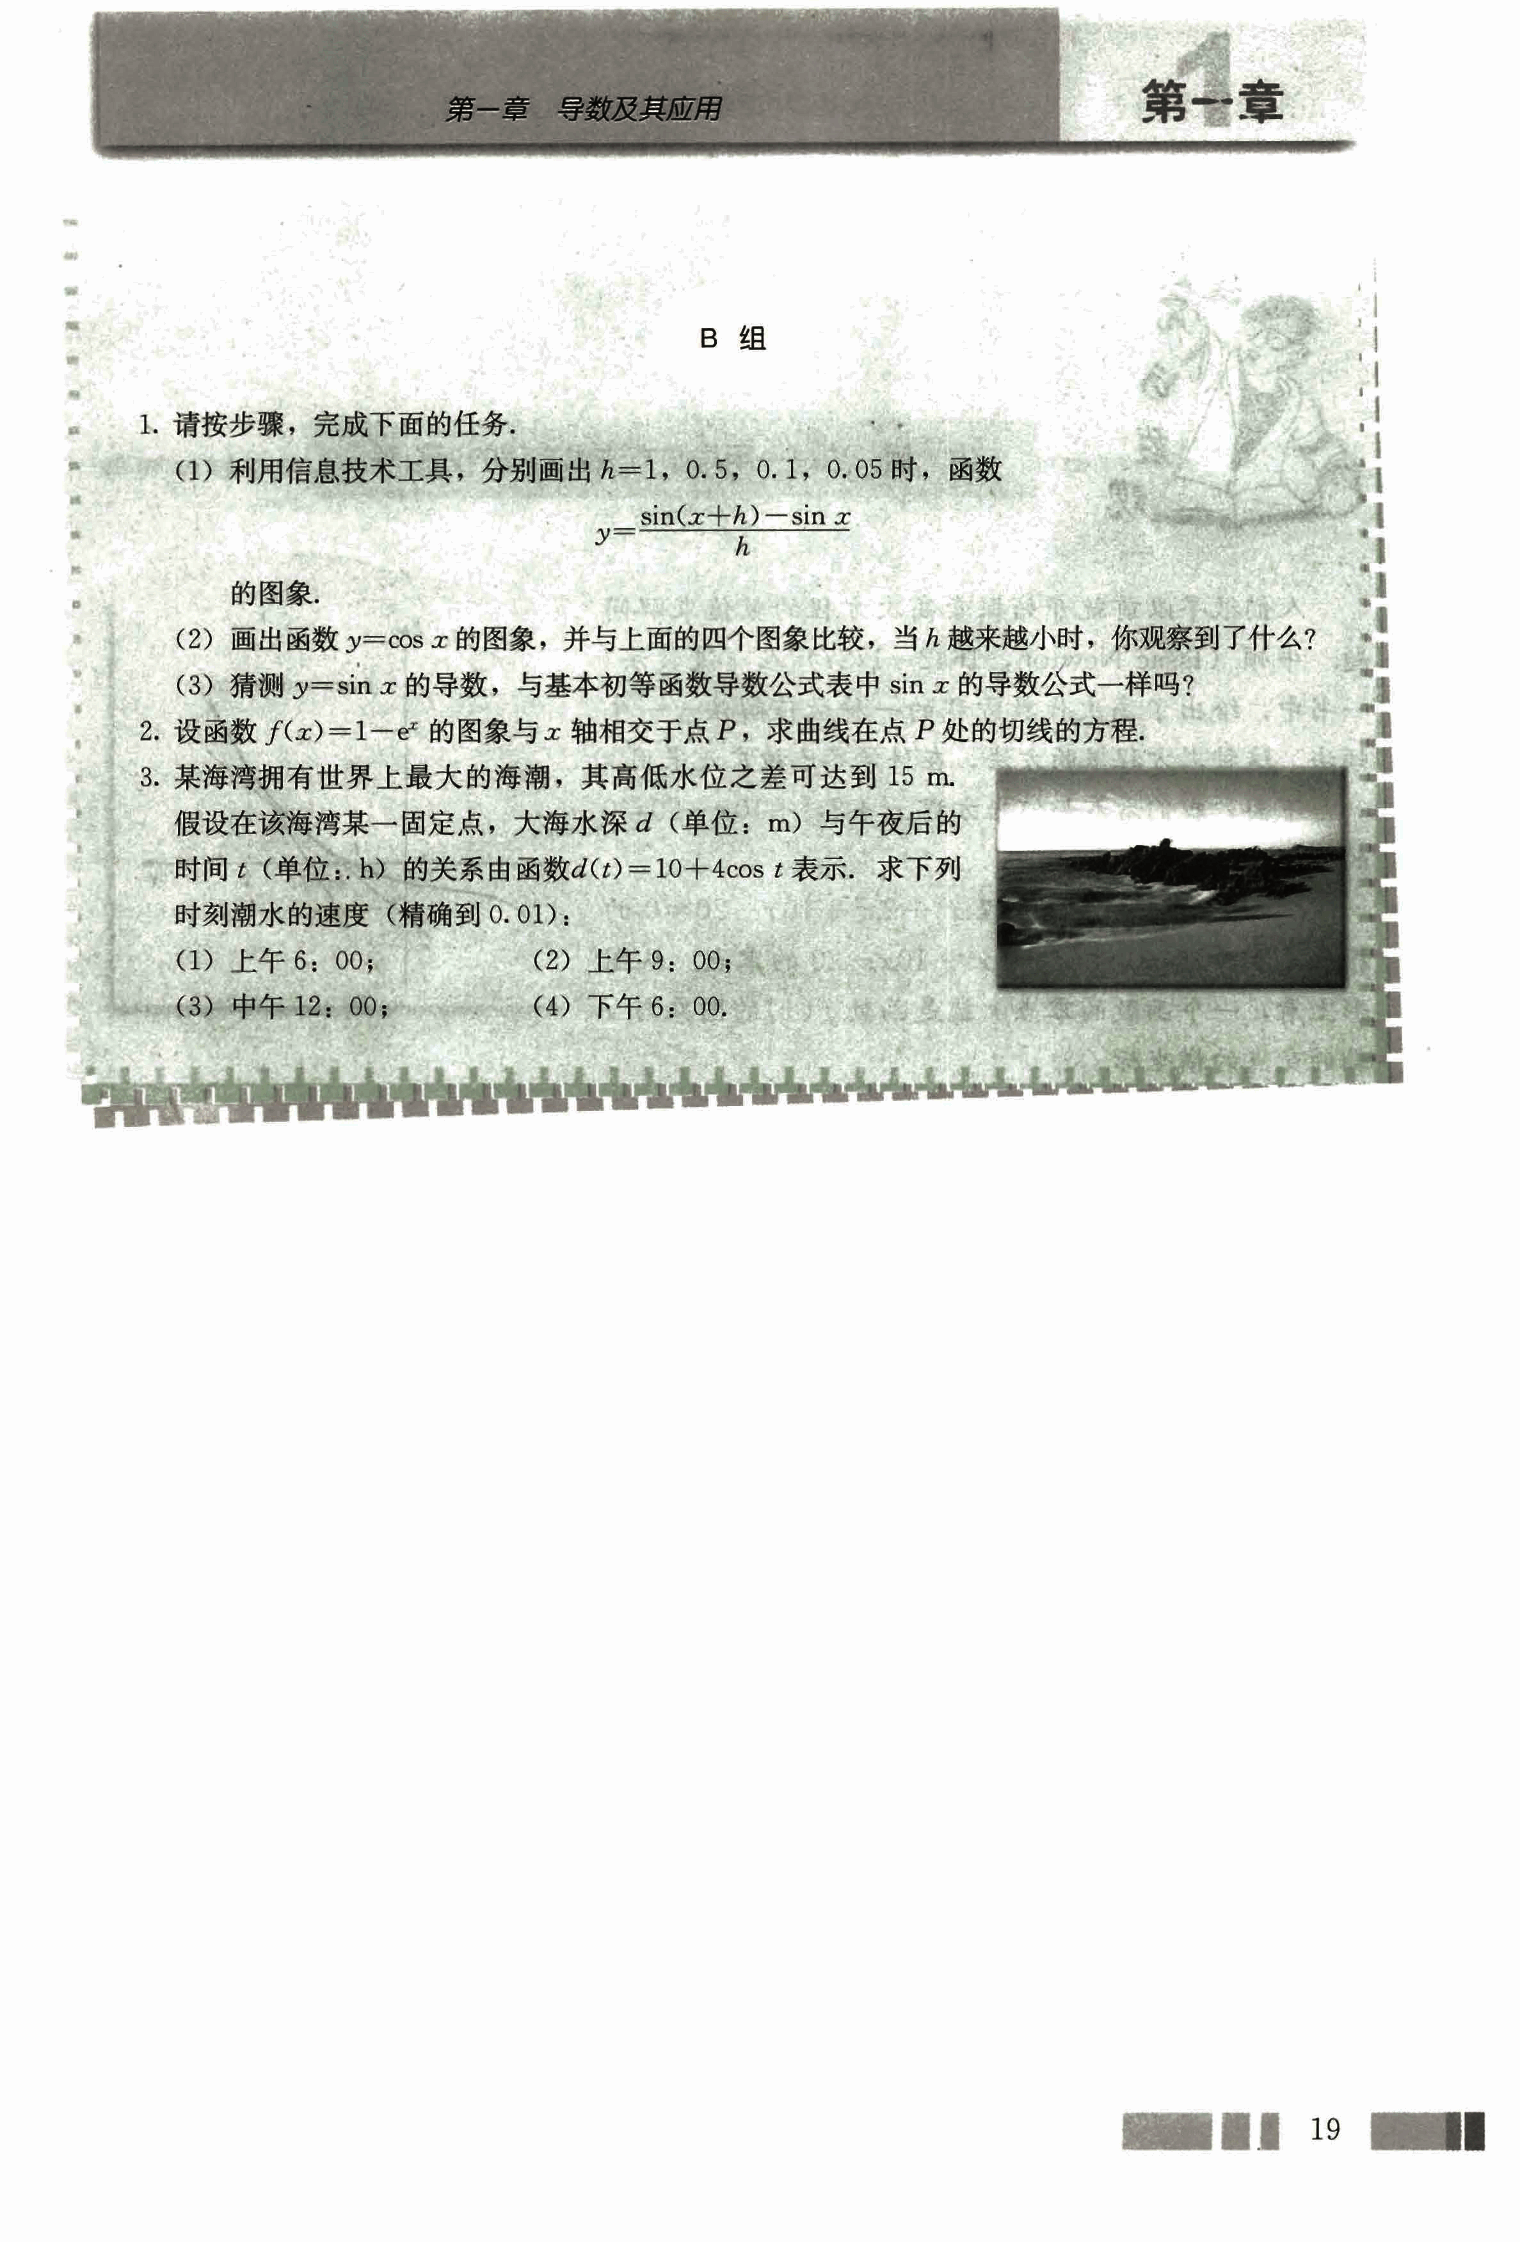 第一章 导数及其应用
第一章
B 组
1. 请按步骤，完成下面的任务.
(1) 利用信息技术工具，分别画出 h=1，0.5，0.1，0.05 时，函数
y=\frac{sin(x+h)-sin x}{h}
的图象.
(2) 画出函数 y=cos x 的图象，并与上面的四个图象比较，当 h 越来越小时，你观察到了什么?
(3) 猜测 y=sin x 的导数，与基本初等函数导数公式表中 sin x 的导数公式一样吗?
2. 设函数 f(x)=1-eˣ 的图象与 x 轴相交于点 P，求曲线在点 P 处的切线的方程.
3. 某海湾拥有世界上最大的海潮，其高低水位之差可达到 15 m.
假设在该海湾某一固定点，大海水深 d（单位：m）与午夜后的
时间 t（单位：h）的关系由函数d(t)=10+4cos t 表示. 求下列
时刻潮水的速度（精确到 0.01）：
(1) 上午 6：00； (2) 上午 9：00；
(3) 中午 12：00； (4) 下午 6：00.
19